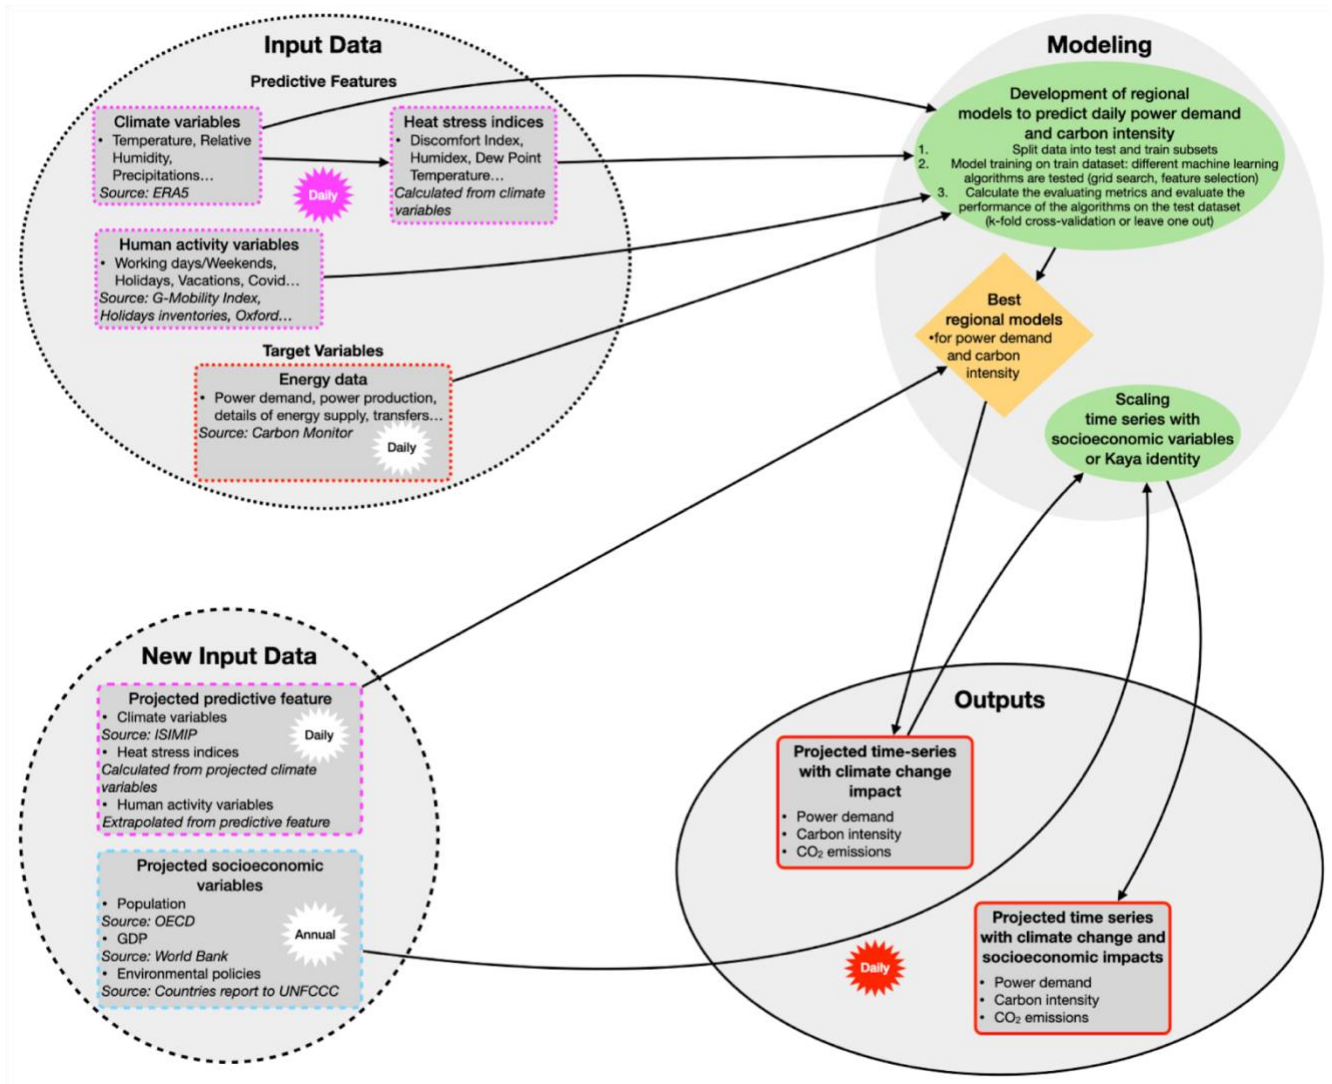 Input Data
Predictive Features
Climate variables
• Temperature, Relative
Humidity,
Precipitations…
Source: ERA5
Daily
Heat stress indices
• Discomfort Index,
Humidex, Dew Point
Temperature…
Calculated from climate
variables
Human activity variables
• Working days/Weekends,
Holidays, Vacations, Covid…
Source: G-Mobility Index,
Holidays inventories, Oxford…
Target Variables
Energy data
• Power demand, power production,
details of energy supply, transfers…
Source: Carbon Monitor
Daily
Modeling
Development of regional
models to predict daily power demand
and carbon intensity
1. Split data into test and train subsets
2. Model training on train dataset: different machine learning
algorithms are tested (grid search, feature selection)
3. Calculate the evaluating metrics and evaluate the
performance of the algorithms on the test dataset
(k-fold cross-validation or leave one out)
Best
regional models
•for power demand
and carbon
intensity
Scaling
time series with
socioeconomic variables
or Kaya identity
New Input Data
Projected predictive feature
• Climate variables
Source: ISIMIP
• Heat stress indices
Calculated from projected climate
variables
• Human activity variables
Extrapolated from predictive feature
Daily
Projected socioeconomic
variables
• Population
Source: OECD
• GDP
Source: World Bank
• Environmental policies
Source: Countries report to UNFCCC
Annual
Outputs
Projected time-series
with climate change
impact
• Power demand
• Carbon intensity
• CO₂ emissions
Daily
Projected time series
with climate change and
socioeconomic impacts
• Power demand
• Carbon intensity
• CO₂ emissions